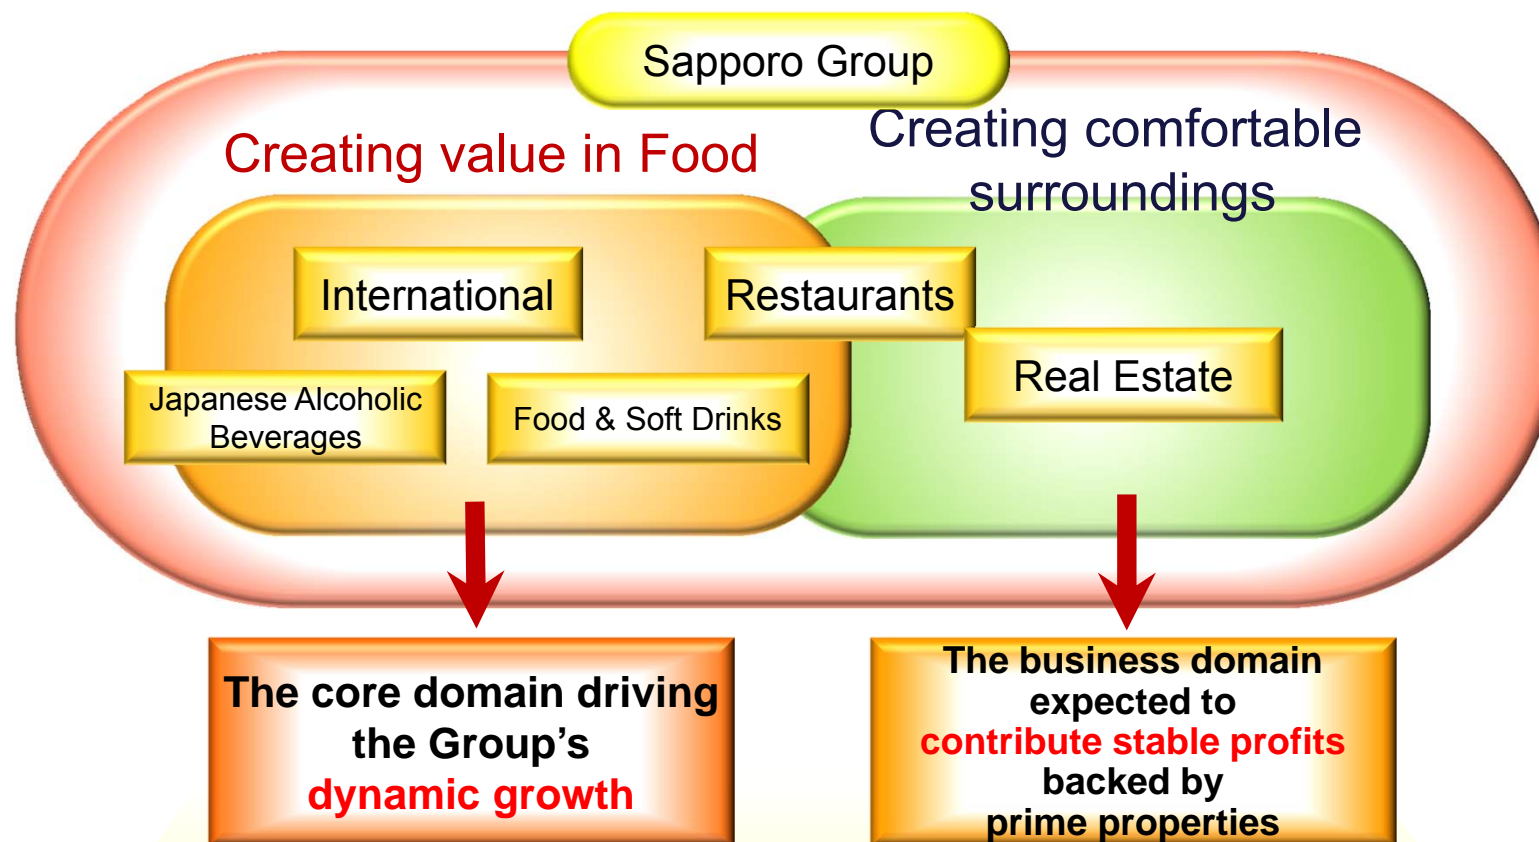 Sapporo Group
Creating value in Food
Creating comfortable
surroundings
International
Restaurants
Real Estate
Japanese Alcoholic
Beverages
Food & Soft Drinks
The core domain driving
the Group’s
dynamic growth
The business domain
expected to
contribute stable profits
backed by
prime properties